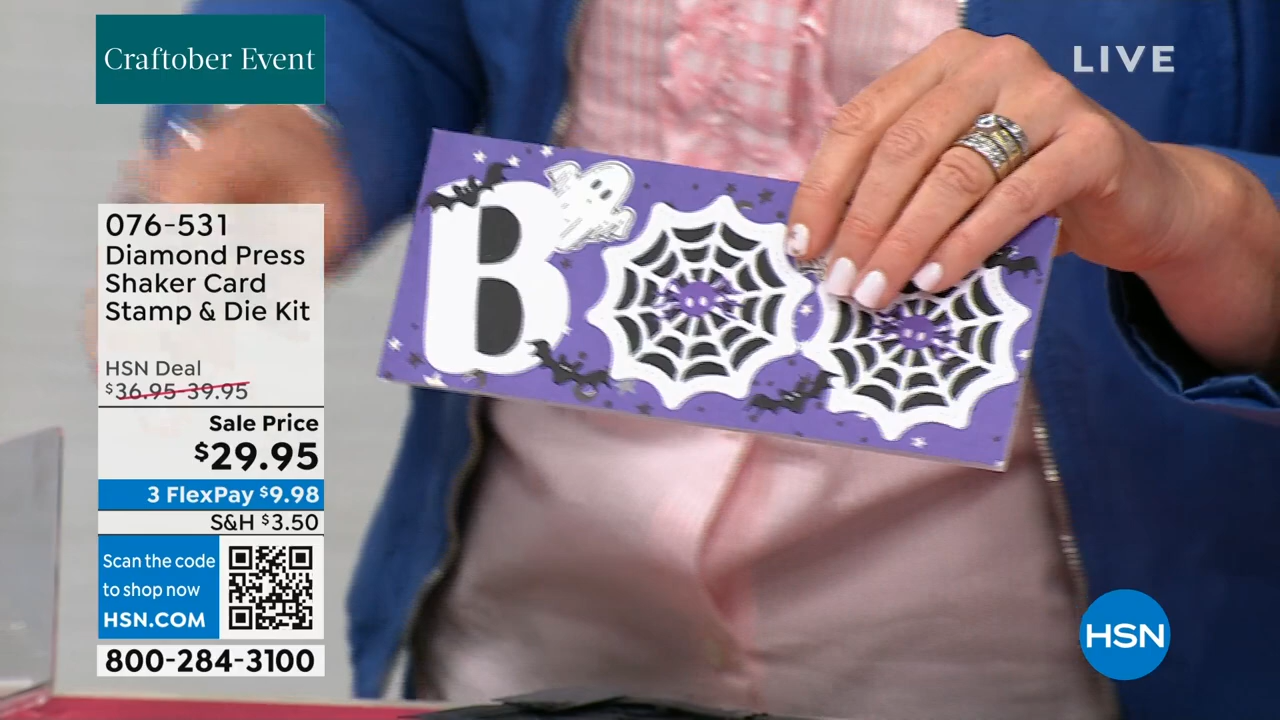 Craftober Event
LIVE
076-531
Diamond Press
Shaker Card
Stamp & Die Kit
HSN Deal
$36.95-39.95
Sale Price
$29.95
3 FlexPay $9.98
S&H $3.50
Scan the code
to shop now
HSN.COM
800-284-3100
B
HSN